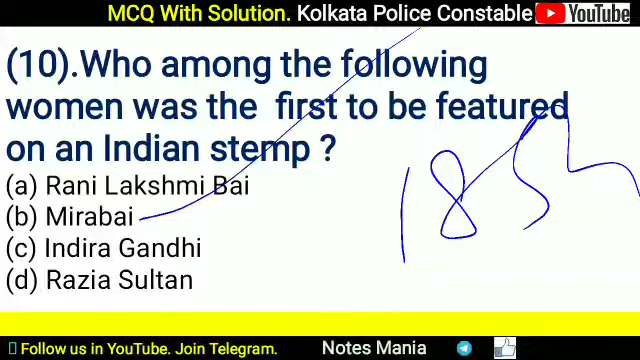 MCQ With Solution. Kolkata Police Constable YouTube
(10).Who among the following
women was the first to be featured
on an Indian stemp ?
(a) Rani Lakshmi Bai
(b) Mirabai
(c) Indira Gandhi
(d) Razia Sultan
Follow us in YouTube. Join Telegram. Notes Mania